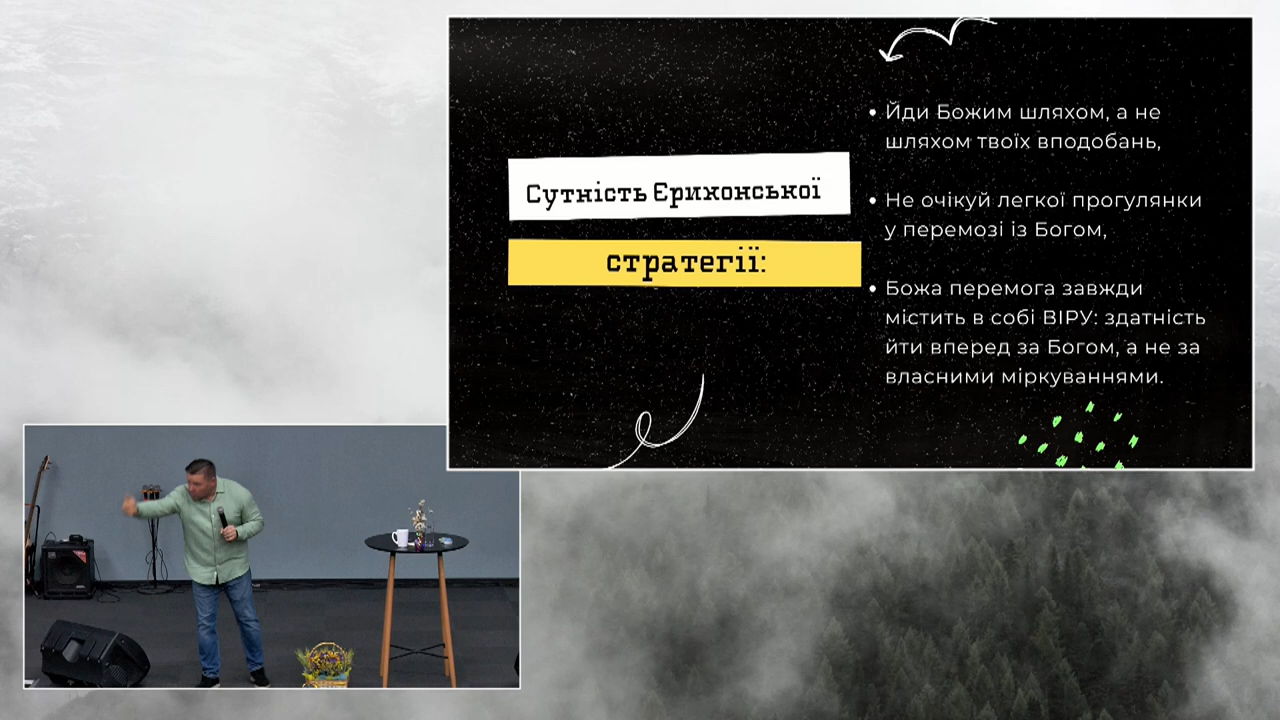 Сутність Єрихонської
стратегії:
• Йди Божим шляхом, а не
шляхом твоїх вподобань,
• Не очікуй легкої прогулянки
у перемозі із Богом,
• Божа перемога завжди
містить в собі ВІРУ: здатність
йти вперед за Богом, а не за
власними міркуваннями.